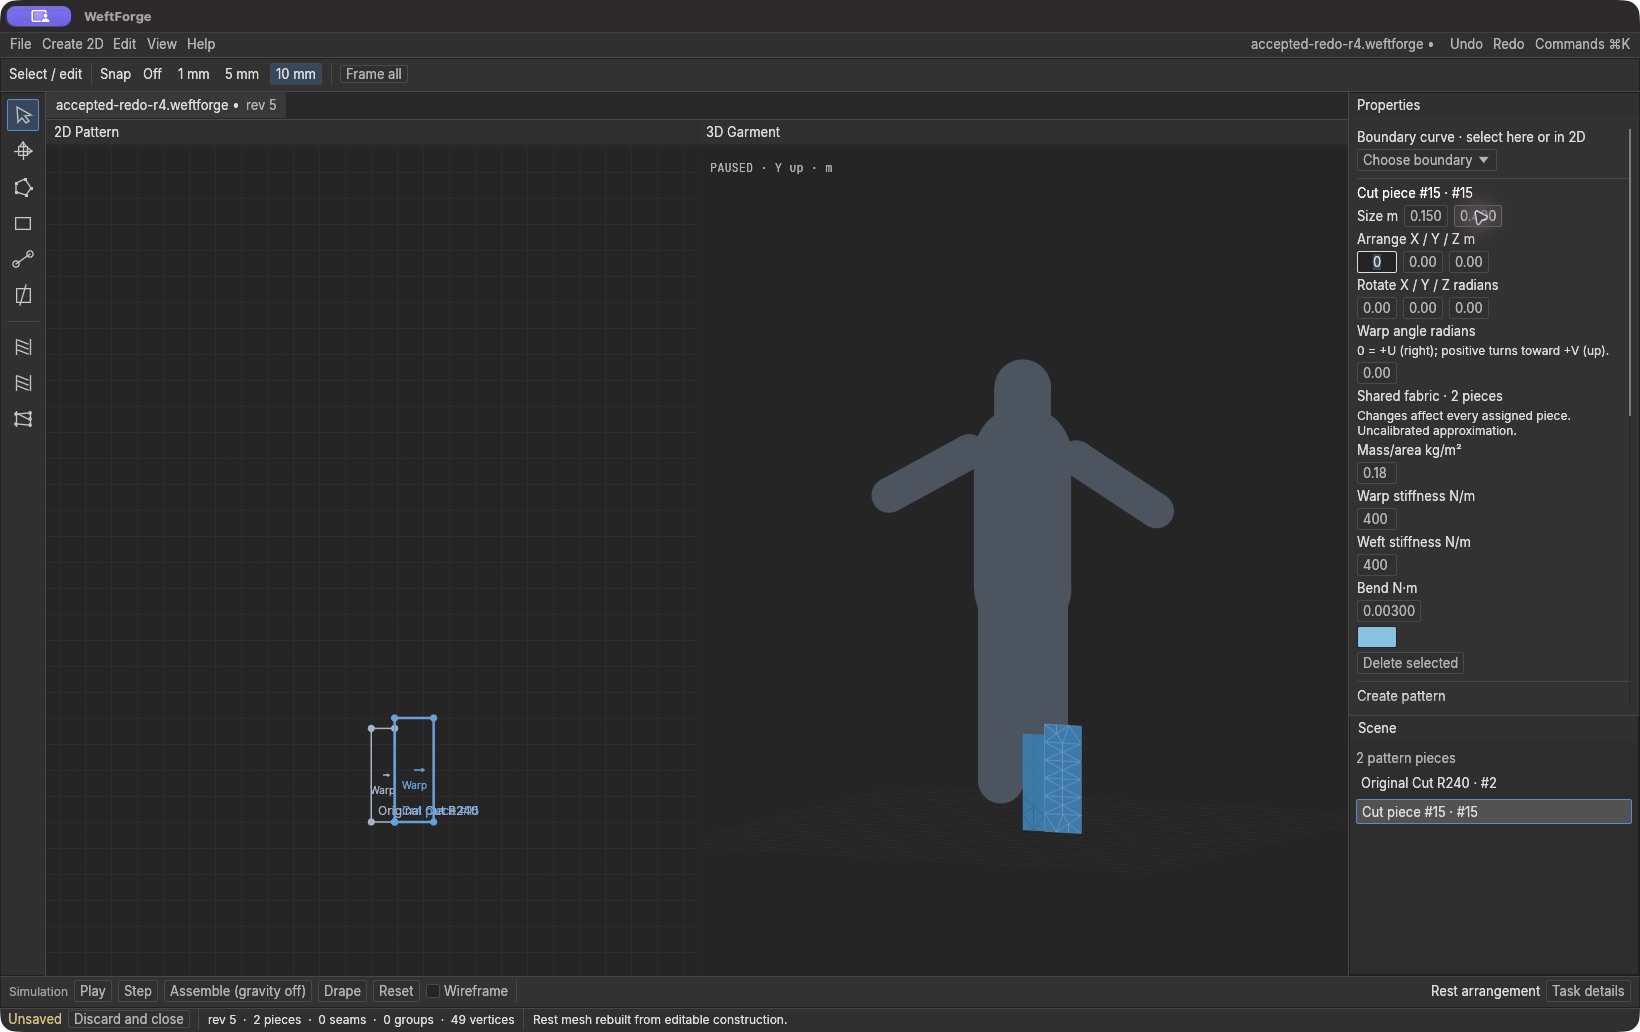 WeftForge
File Create 2D Edit View Help
accepted-redo-r4.weftforge • Undo Redo Commands ⌘K
Select / edit Snap Off 1 mm 5 mm 10 mm Frame all
accepted-redo-r4.weftforge • rev 5
2D Pattern
3D Garment
PAUSED · Y up · m
Warp
Warp
Properties
Boundary curve · select here or in 2D
Choose boundary
Cut piece #15 · #15
Size m 0.150
Arrange X / Y / Z m
0 0.00 0.00
Rotate X / Y / Z radians
0.00 0.00 0.00
Warp angle radians
0 = +U (right); positive turns toward +V (up).
0.00
Shared fabric · 2 pieces
Changes affect every assigned piece.
Uncalibrated approximation.
Mass/area kg/m²
0.18
Warp stiffness N/m
400
Weft stiffness N/m
400
Bend N·m
0.00300
Delete selected
Create pattern
Scene
2 pattern pieces
Original Cut R240 · #2
Cut piece #15 · #15
Simulation Play Step Assemble (gravity off) Drape Reset Wireframe
Rest arrangement Task details
Unsaved Discard and close rev 5 · 2 pieces · 0 seams · 0 groups · 49 vertices Rest mesh rebuilt from editable construction.